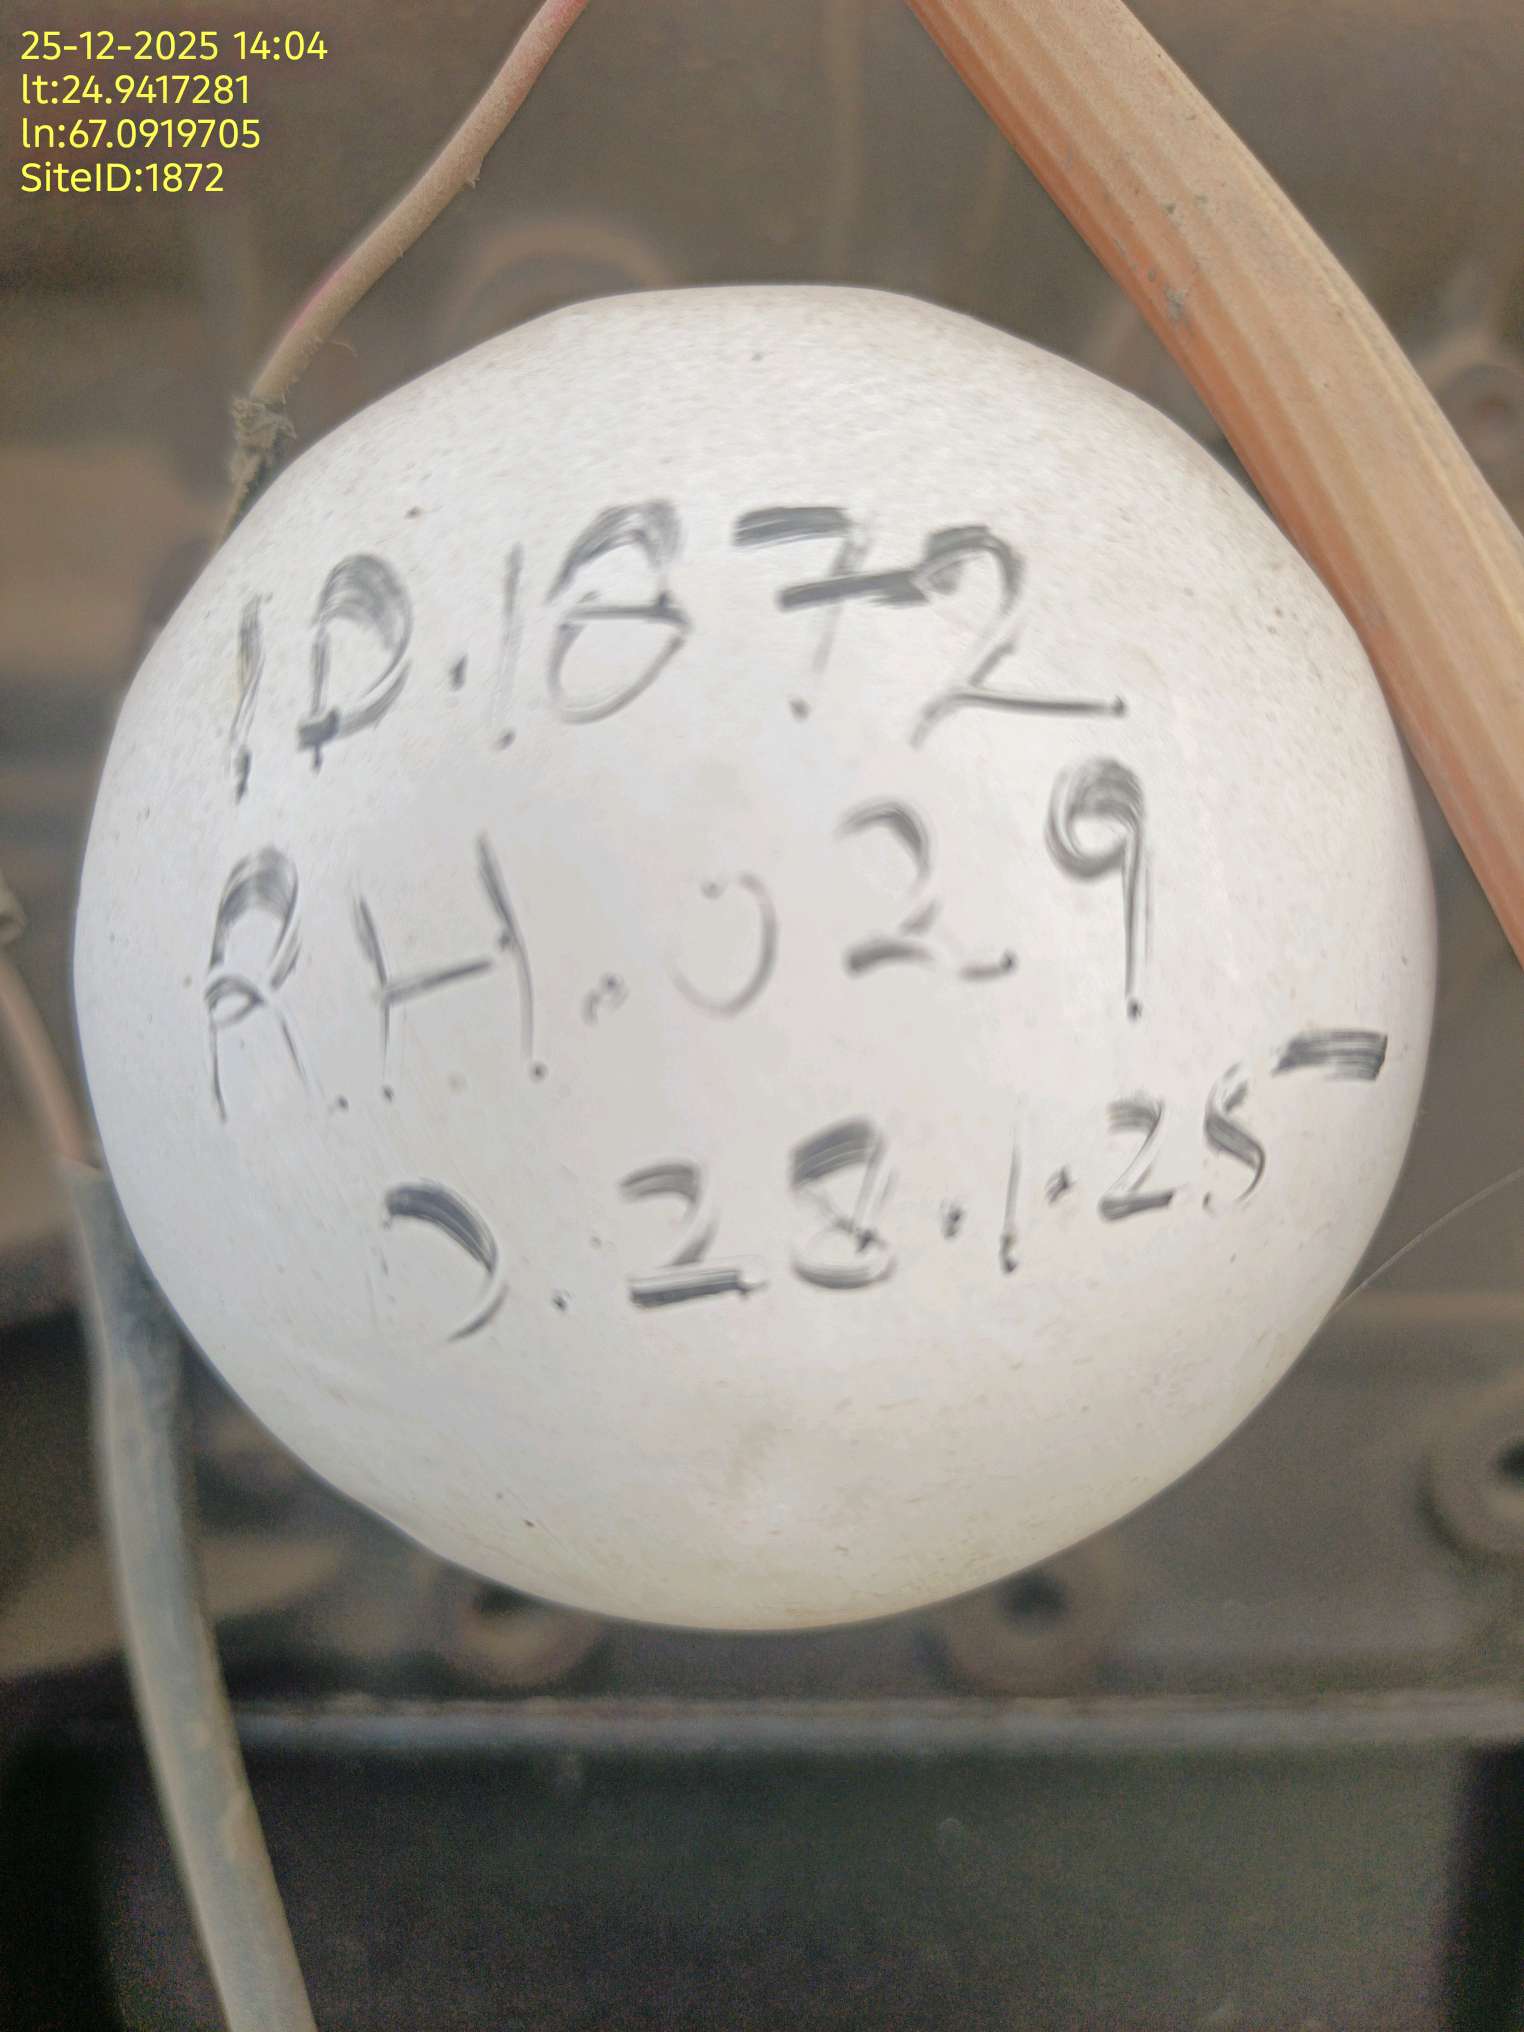 25-12-2025 14:04
lt:24.9417281
ln:67.0919705
SiteID:1872
ID.1872
RH.029
D.28.1.25